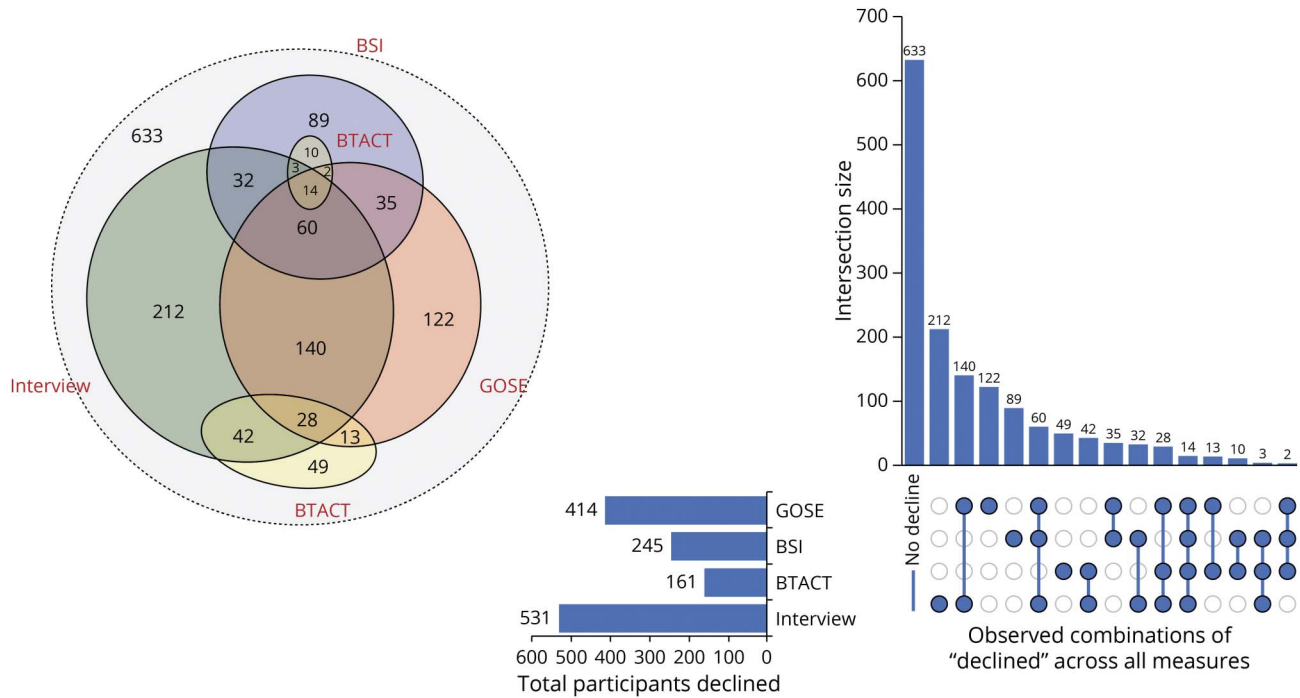 BSI
633
89
BTACT
10
3
2
14
32
35
60
212
122
140
Interview
GOSE
28
42
13
49
BTACT
414
GOSE
245
BSI
161
BTACT
531
Interview
600 500 400 300 200 100 0
Total participants declined
700
600
500
400
300
200
100
0
Intersection size
633
212
140
122
89
60
49
42
35
32
28
14
13
10
3
2
No decline
Observed combinations of
“declined” across all measures